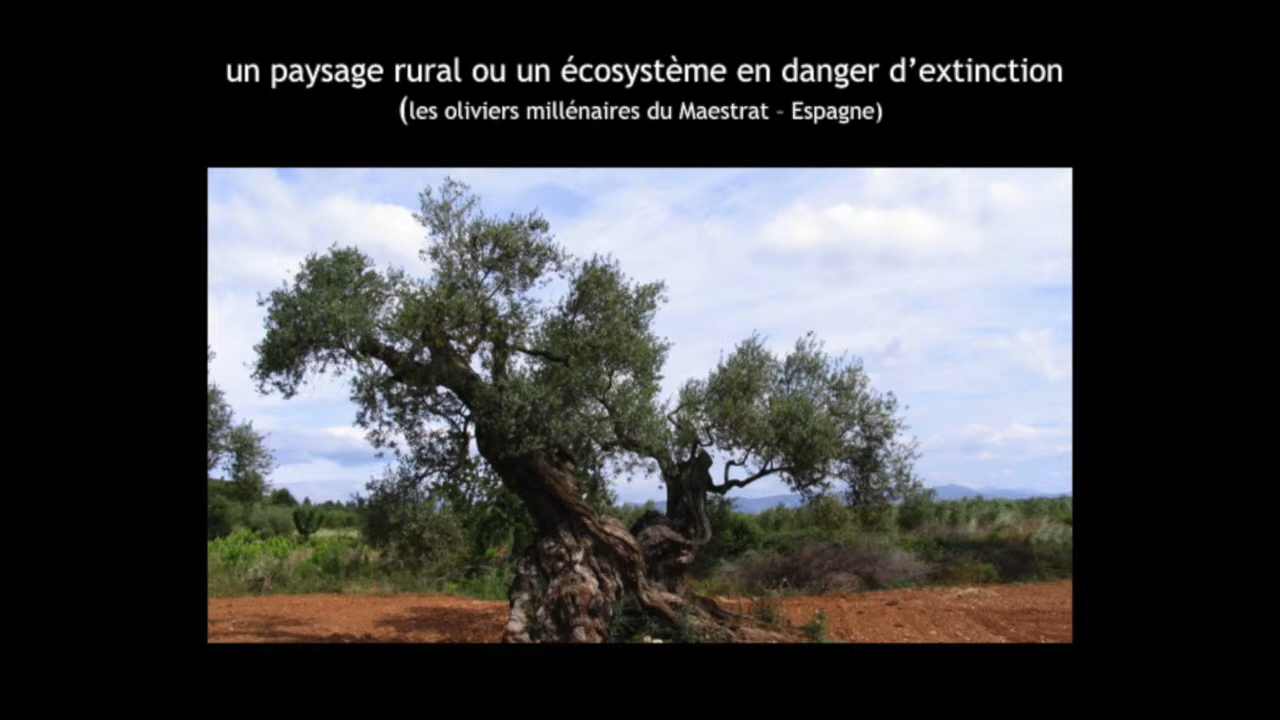 un paysage rural ou un écosystème en danger d’extinction
(les oliviers millénaires du Maestrat - Espagne)